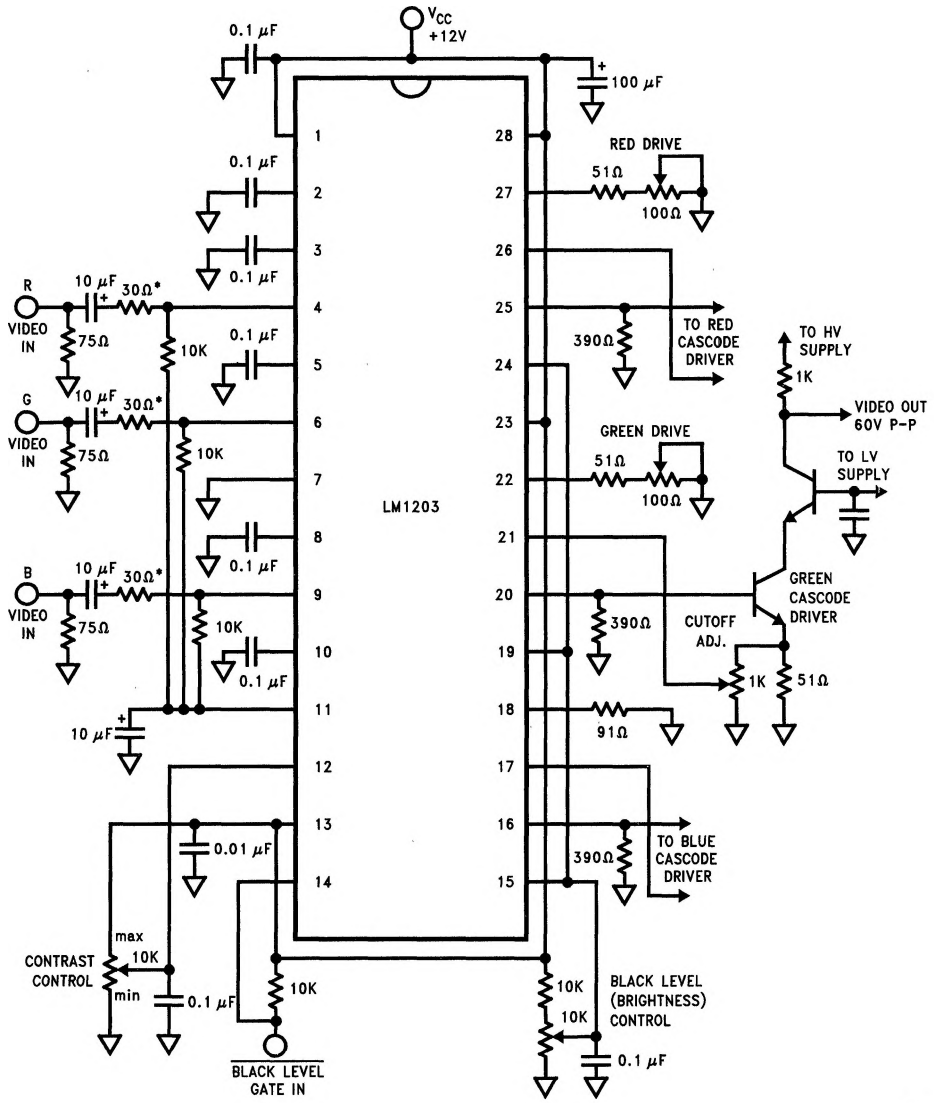 V_CC
+12V
0.1 µF
100 µF
1
28
RED DRIVE
0.1 µF
51Ω
2
27
100Ω
3
26
0.1 µF
R
VIDEO
IN
10 µF
30Ω*
4
25
75Ω
10K
0.1 µF
390Ω
TO RED
CASCODE
DRIVER
TO HV
SUPPLY
5
24
1K
G
VIDEO
IN
10 µF
30Ω*
6
23
VIDEO OUT
60V P-P
75Ω
10K
GREEN DRIVE
51Ω
TO LV
SUPPLY
7
22
100Ω
LM1203
8
21
0.1 µF
B
VIDEO
IN
10 µF
30Ω*
9
20
GREEN
CASCODE
DRIVER
75Ω
10K
390Ω
CUTOFF
ADJ.
10
19
0.1 µF
1K
51Ω
11
18
10 µF
91Ω
12
17
13
16
0.01 µF
390Ω
TO BLUE
CASCODE
DRIVER
14
15
max
CONTRAST
CONTROL
10K
min
0.1 µF
10K
10K
10K
BLACK LEVEL
(BRIGHTNESS)
CONTROL
0.1 µF
BLACK LEVEL
GATE IN